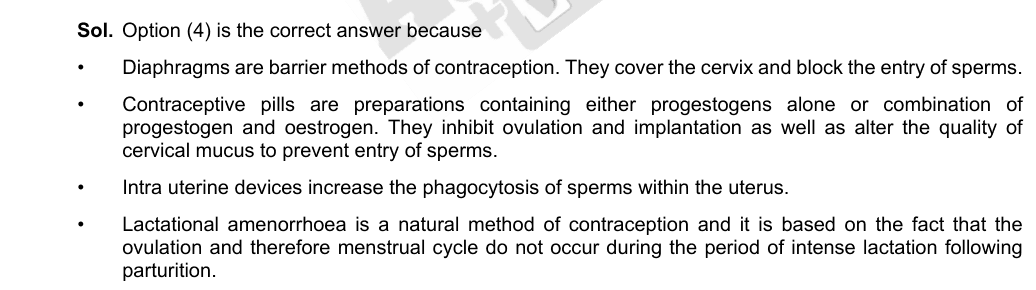 Sol. Option (4) is the correct answer because
• Diaphragms are barrier methods of contraception. They cover the cervix and block the entry of sperms.
• Contraceptive pills are preparations containing either progestogens alone or combination of
progestogen and oestrogen. They inhibit ovulation and implantation as well as alter the quality of
cervical mucus to prevent entry of sperms.
• Intra uterine devices increase the phagocytosis of sperms within the uterus.
• Lactational amenorrhoea is a natural method of contraception and it is based on the fact that the
ovulation and therefore menstrual cycle do not occur during the period of intense lactation following
parturition.